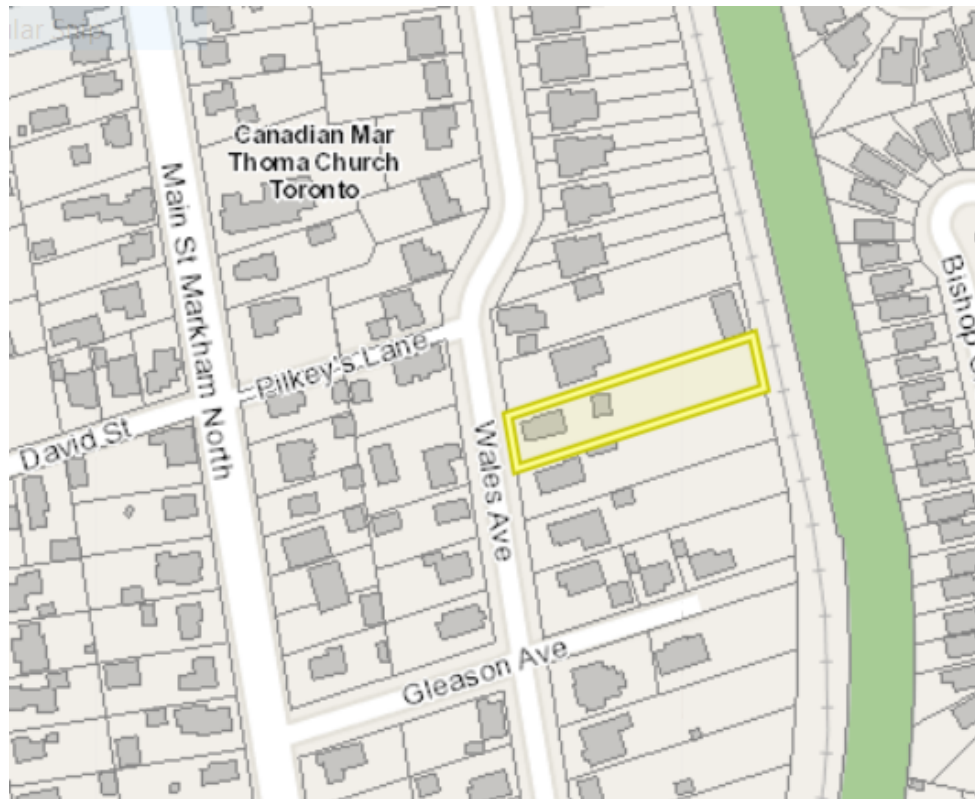 Canadian Mar
Thoma Church
Toronto
Main St Markham North
Pilkey's Lane
David St
Wales Ave
Gleason Ave
Bishop